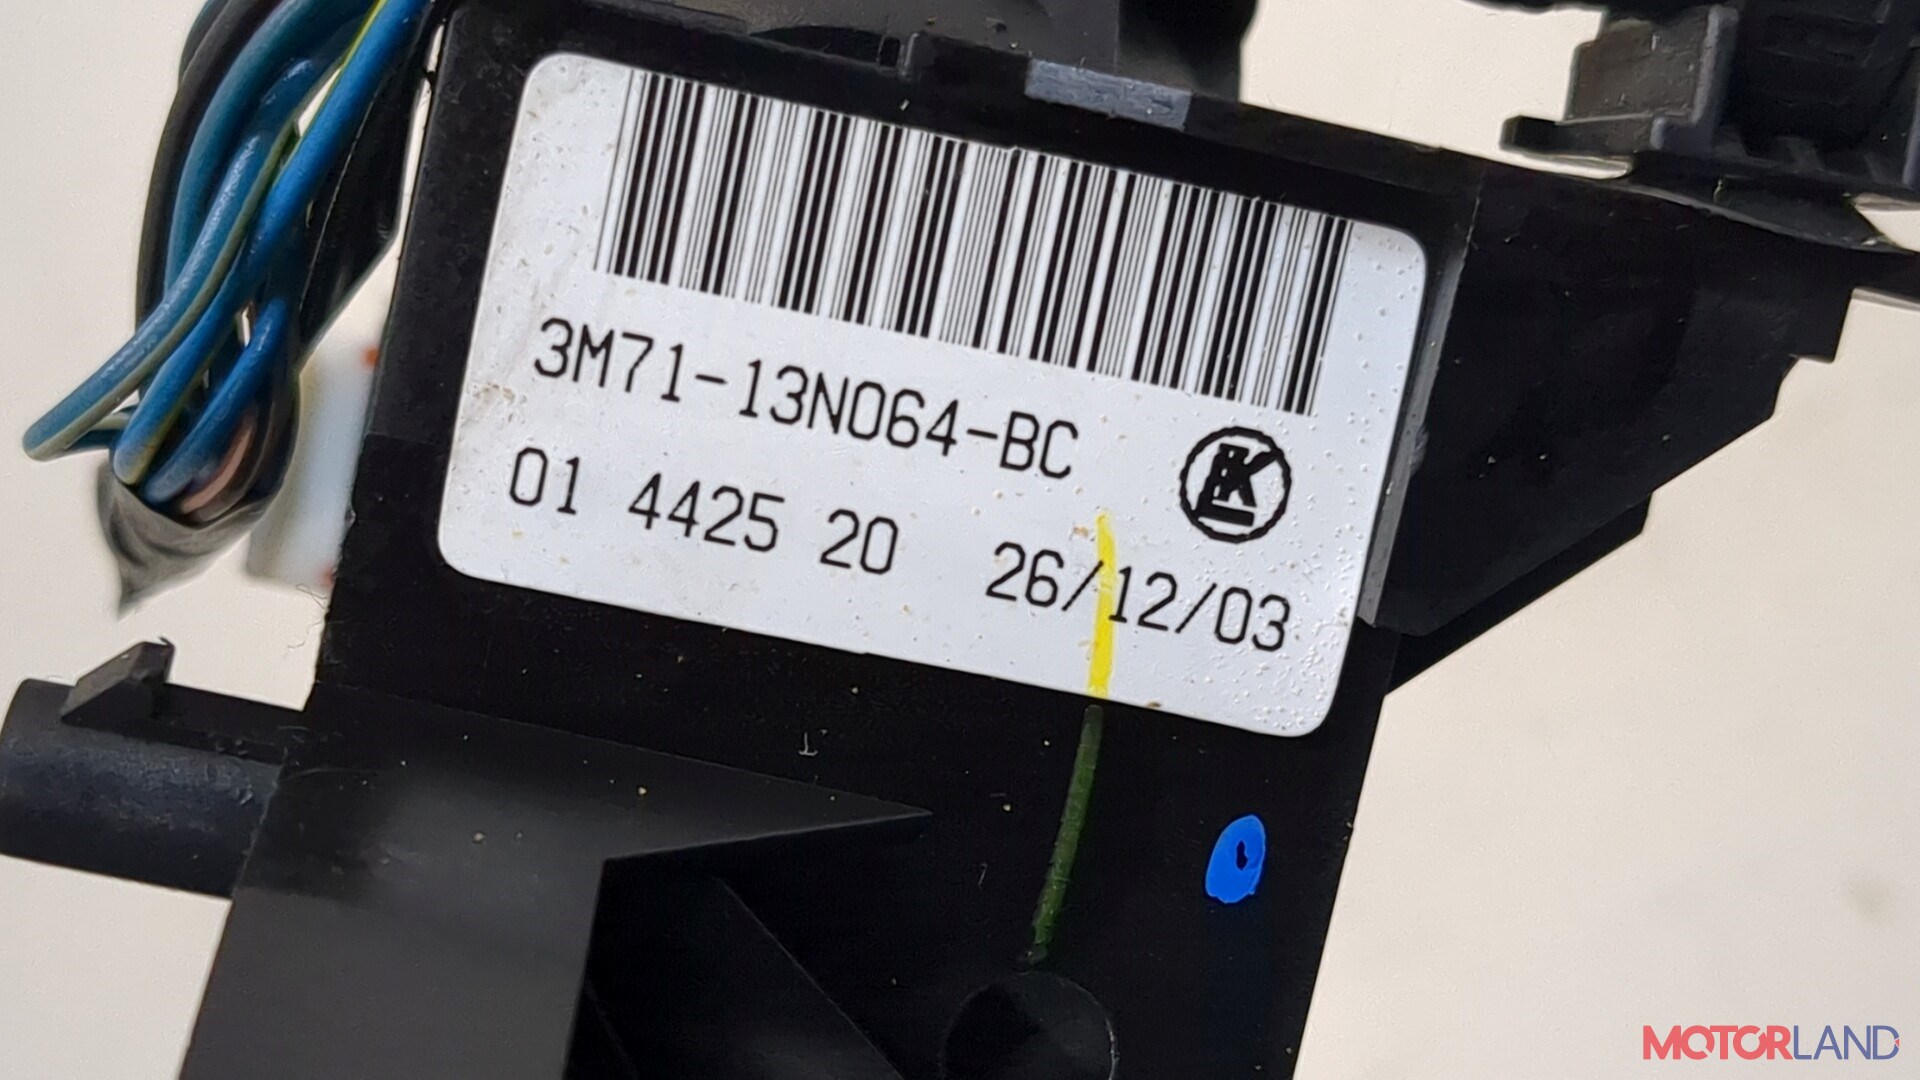 3M71-13N064-BC
K
01 4425 20 26/12/03
MOTORLAND